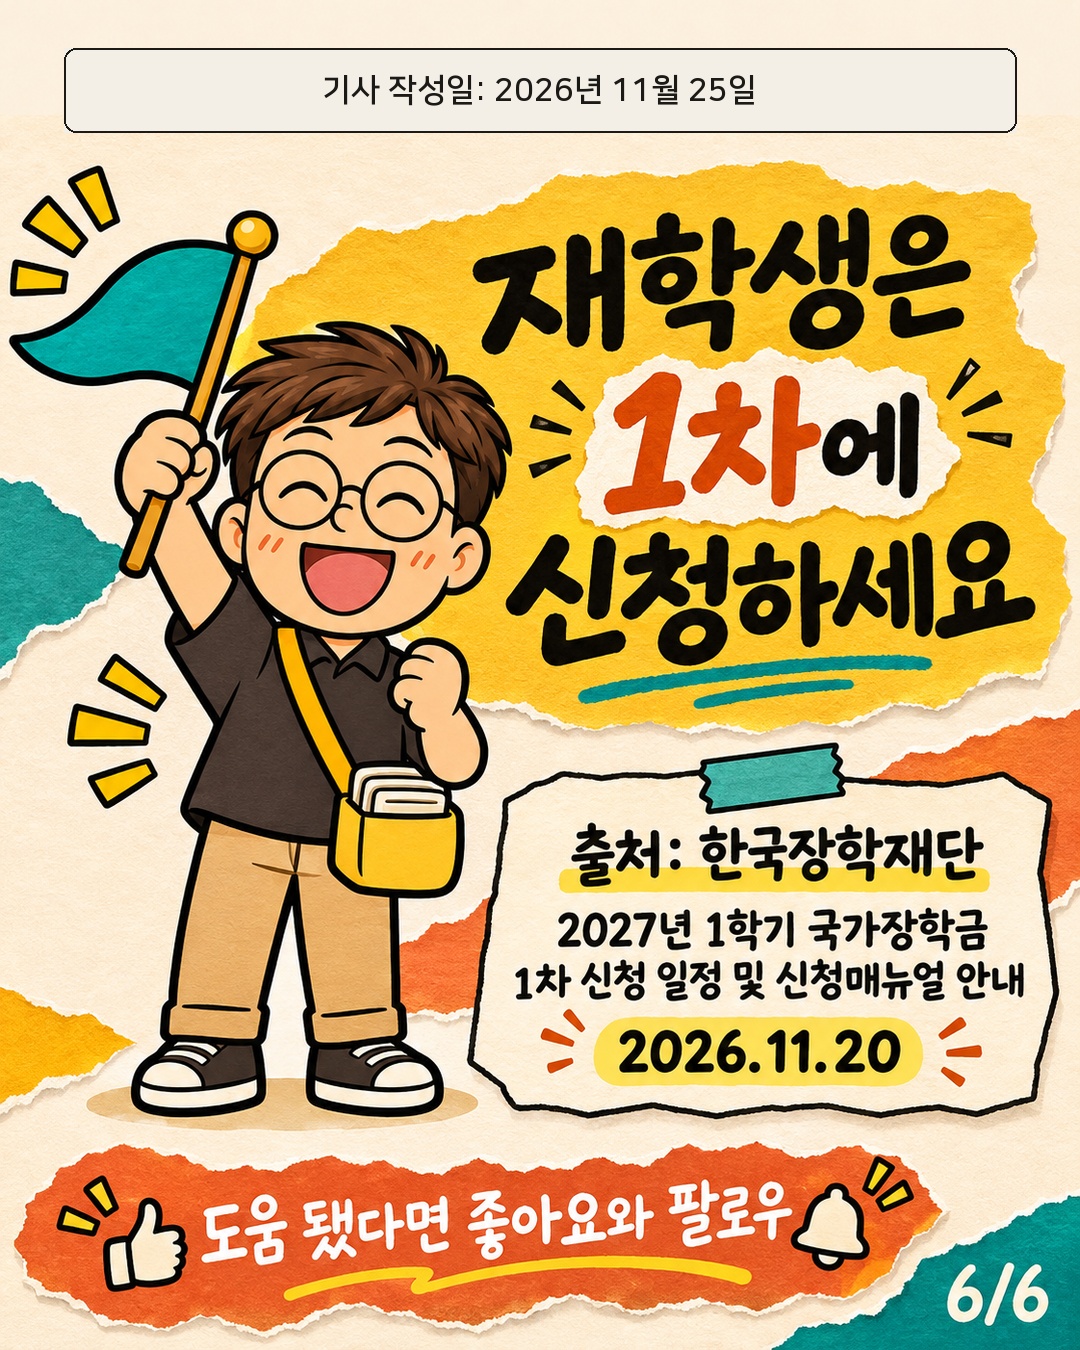 기사 작성일: 2026년 11월 25일
재학생은
1차에
신청하세요
출처: 한국장학재단
2027년 1학기 국가장학금
1차 신청 일정 및 신청매뉴얼 안내
2026.11.20
도움 됐다면 좋아요와 팔로우
6/6